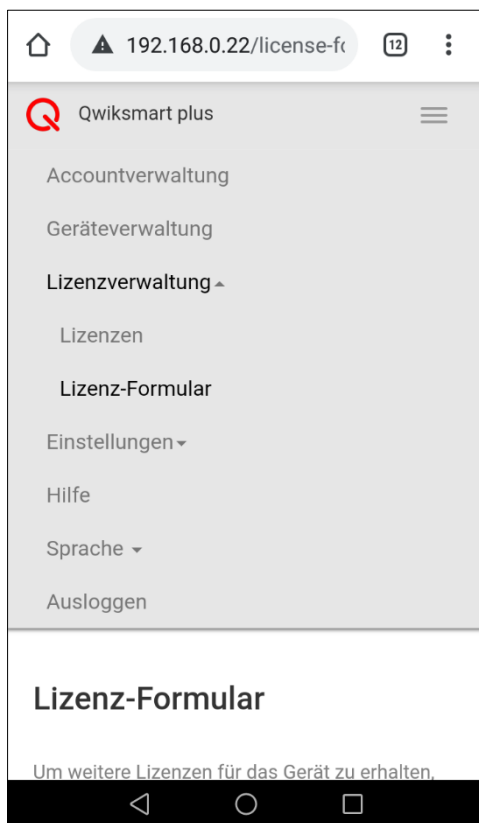 192.168.0.22/license-fo
12
Qwiksmart plus
Accountverwaltung
Geräteverwaltung
Lizenzverwaltung
Lizenzen
Lizenz-Formular
Einstellungen
Hilfe
Sprache
Ausloggen
Lizenz-Formular
Um weitere Lizenzen für das Gerät zu erhalten,